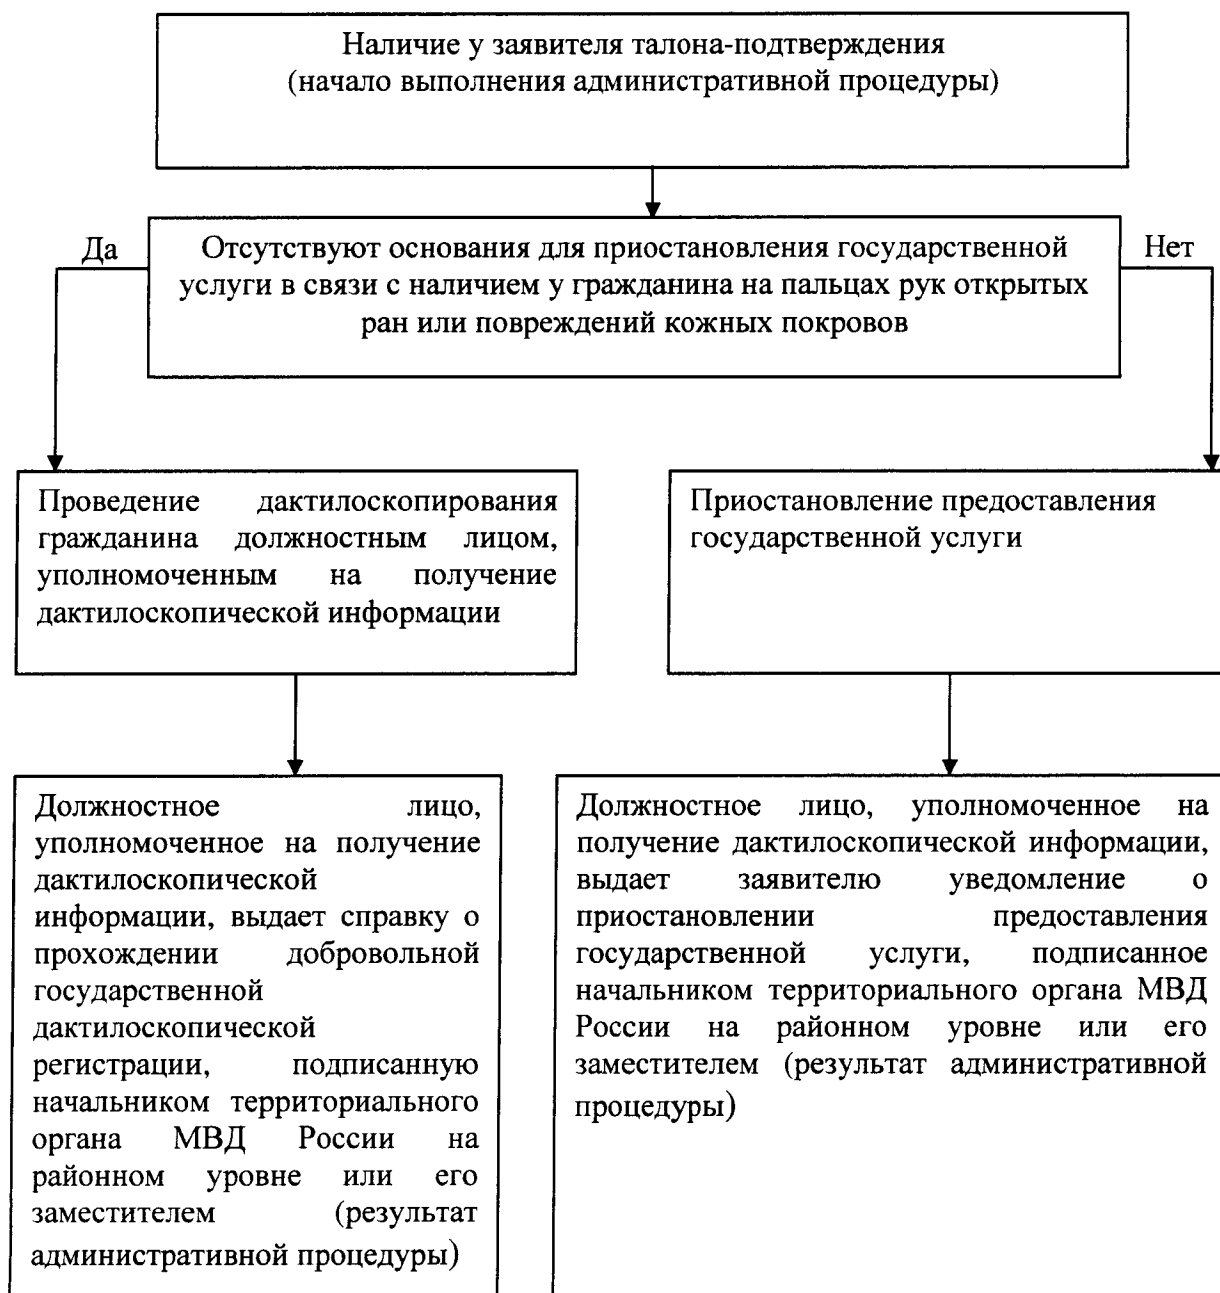 Наличие у заявителя талона-подтверждения
(начало выполнения административной процедуры)
Да
Отсутствуют основания для приостановления государственной
услуги в связи с наличием у гражданина на пальцах рук открытых
ран или повреждений кожных покровов
Нет
Проведение дактилоскопирования
гражданина должностным лицом,
уполномоченным на получение
дактилоскопической информации
Приостановление предоставления
государственной услуги
Должностное лицо,
уполномоченное на получение
дактилоскопической
информации, выдает справку о
прохождении добровольной
государственной
дактилоскопической
регистрации, подписанную
начальником территориального
органа МВД России на
районном уровне или его
заместителем (результат
административной процедуры)
Должностное лицо, уполномоченное на
получение дактилоскопической информации,
выдает заявителю уведомление о
приостановлении предоставления
государственной услуги, подписанное
начальником территориального органа МВД
России на районном уровне или его
заместителем (результат административной
процедуры)